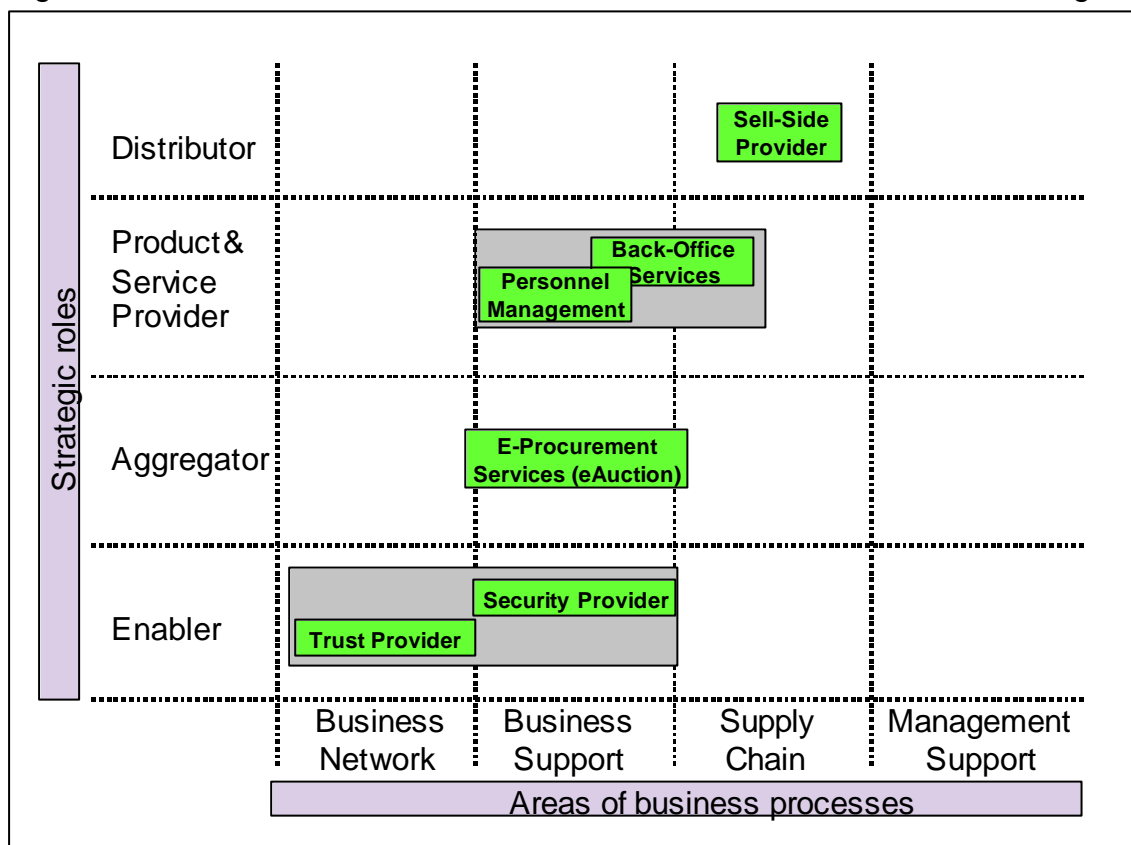 Distributor
Sell-Side
Provider
Product &
Service
Provider
Back-Office
Services
Personnel
Management
Aggregator
E-Procurement
Services (eAuction)
Enabler
Security Provider
Trust Provider
Strategic roles
Business
Network
Business
Support
Supply
Chain
Management
Support
Areas of business processes